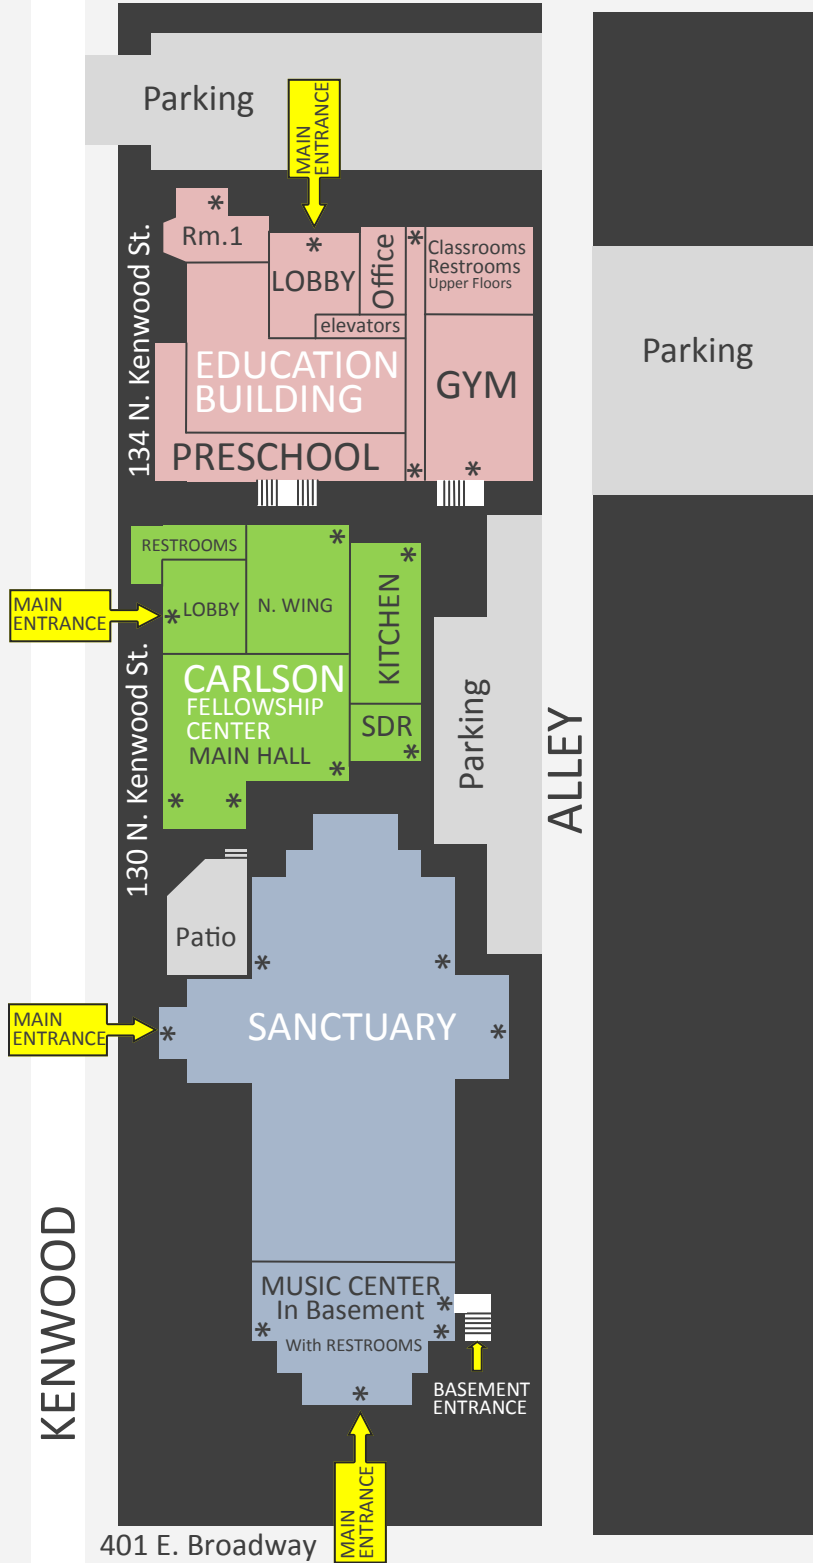 Parking
MAIN
ENTRANCE
*
Rm.1
*
LOBBY
Office
*
Classrooms
Restrooms
Upper Floors
elevators
134 N. Kenwood St.
EDUCATION
BUILDING
GYM
PRESCHOOL
*
*
Parking
RESTROOMS
*
*
MAIN
ENTRANCE
*
LOBBY
N. WING
KITCHEN
130 N. Kenwood St.
CARLSON
FELLOWSHIP
CENTER
MAIN HALL
*
SDR
*
*
*
Parking
ALLEY
Patio
*
*
MAIN
ENTRANCE
*
SANCTUARY
*
KENWOOD
MUSIC CENTER
In Basement
*
*
*
With RESTROOMS
*
BASEMENT
ENTRANCE
MAIN
ENTRANCE
401 E. Broadway